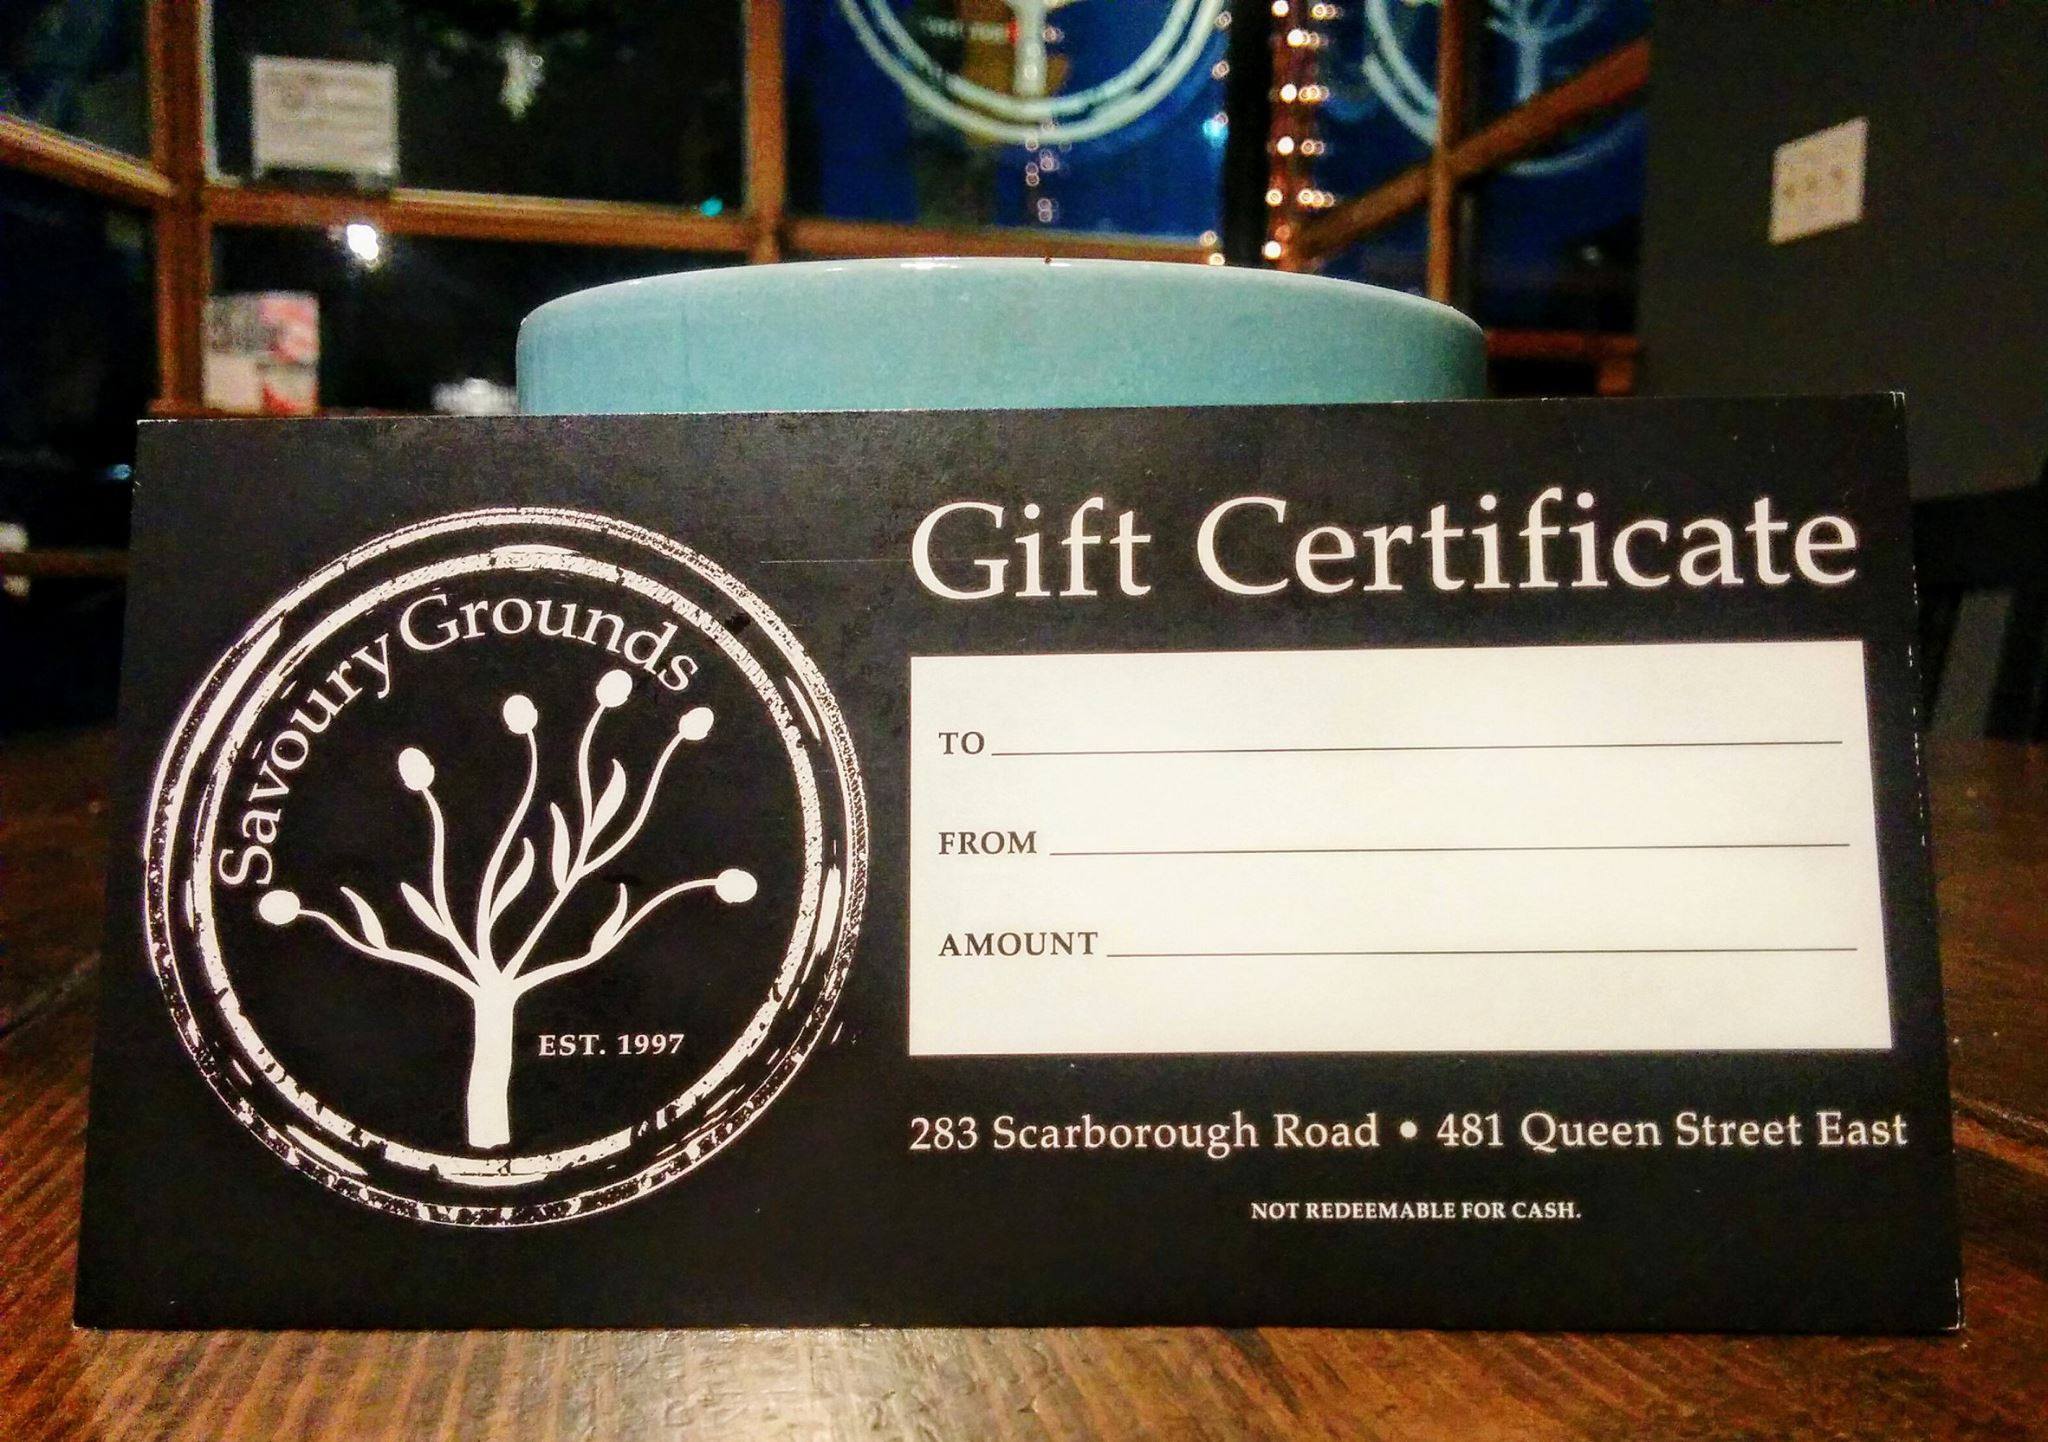 Savoury Grounds
EST. 1997
Gift Certificate
TO
FROM
AMOUNT
283 Scarborough Road • 481 Queen Street East
NOT REDEEMABLE FOR CASH.